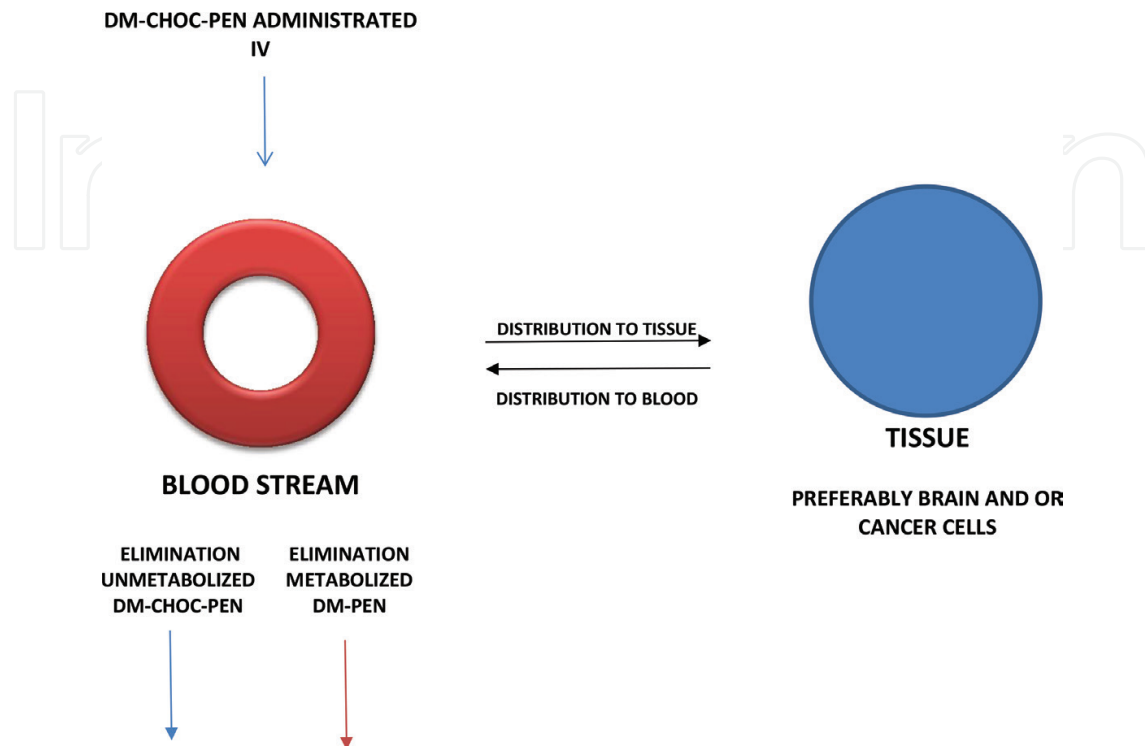 DM-CHOC-PEN ADMINISTRATED
IV
DISTRIBUTION TO TISSUE
DISTRIBUTION TO BLOOD
BLOOD STREAM
TISSUE
PREFERABLY BRAIN AND OR
CANCER CELLS
ELIMINATION
UNMETABOLIZED
DM-CHOC-PEN
ELIMINATION
METABOLIZED
DM-PEN